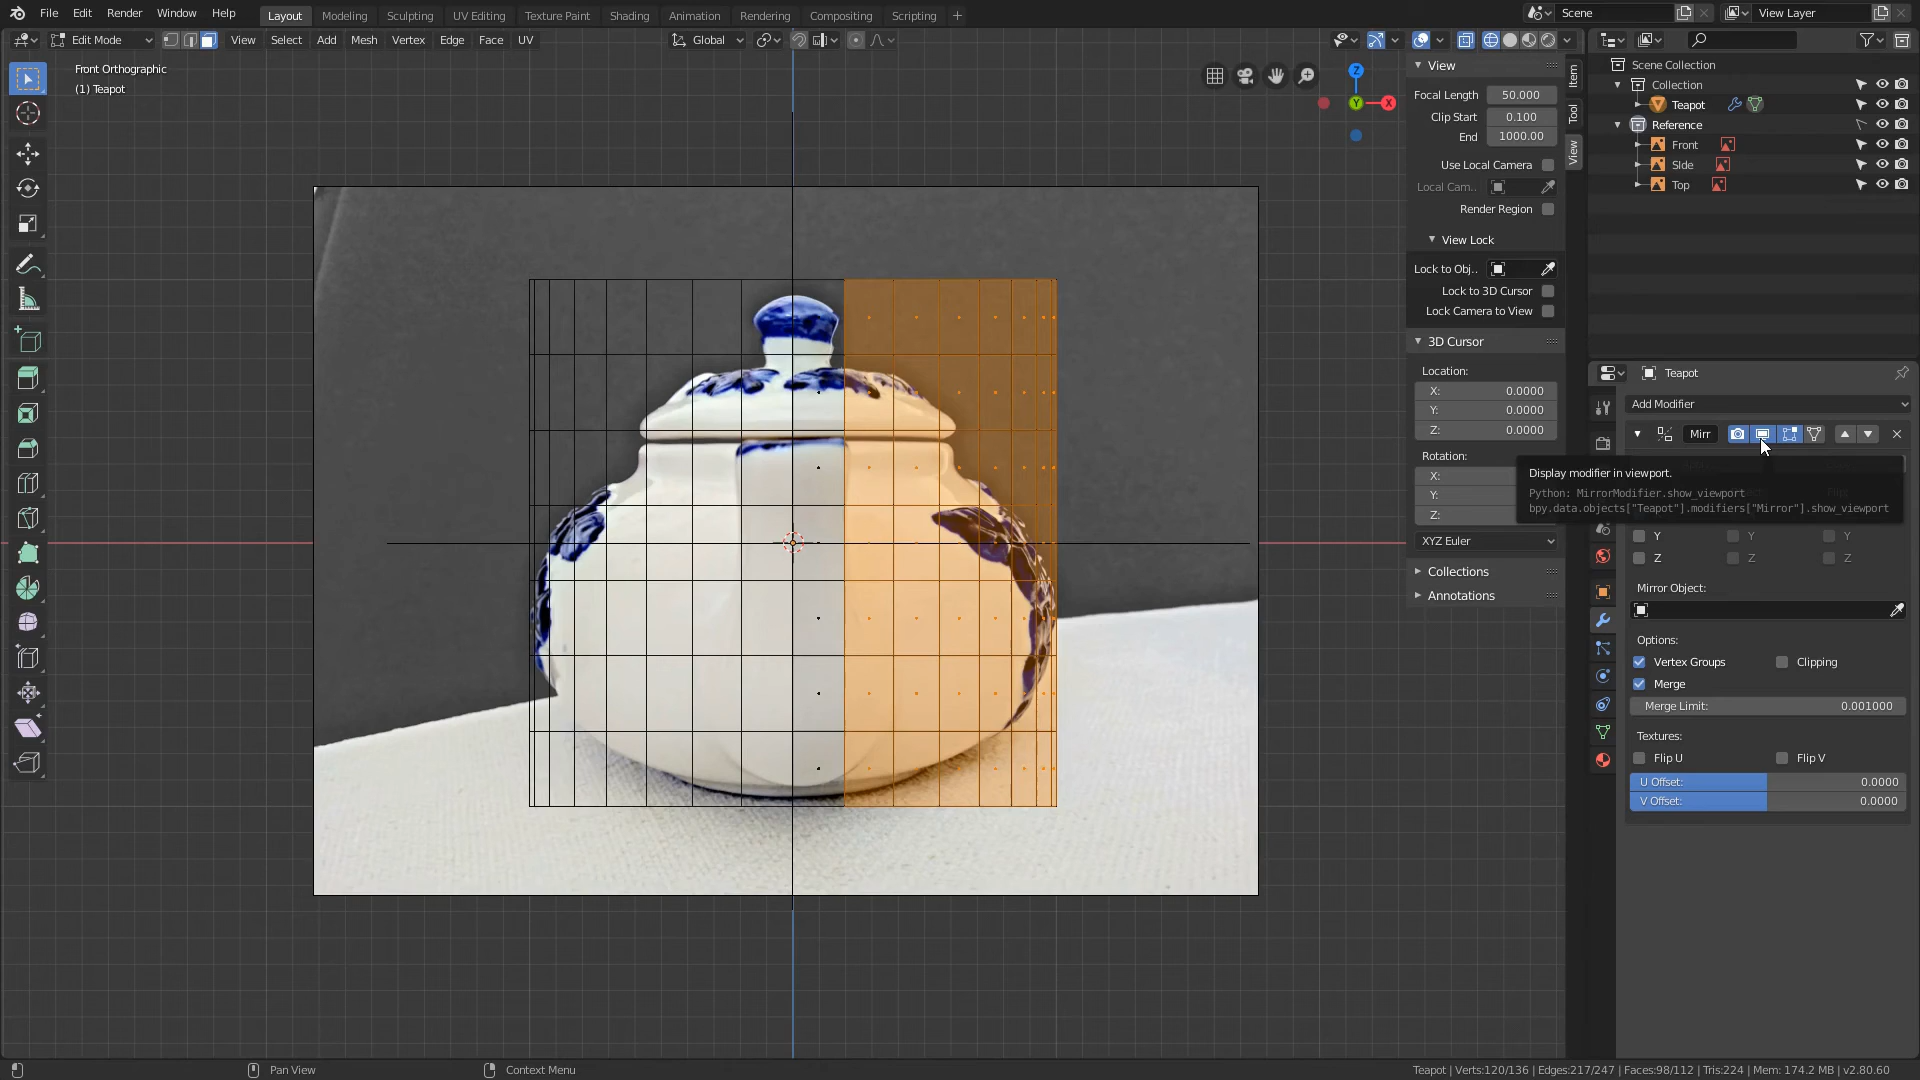 File Edit Render Window Help Layout Modeling Sculpting UV Editing Texture Paint Shading Animation Rendering Compositing Scripting + Scene View Layer
Edit Mode View Select Add Mesh Vertex Edge Face UV Global
Front Orthographic
(1) Teapot
Z
Y
X
Item
Tool
View
View
Focal Length 50.000
Clip Start 0.100
End 1000.00
Use Local Camera
Local Cam..
Render Region
View Lock
Lock to Obj..
Lock to 3D Cursor
Lock Camera to View
3D Cursor
Location:
X: 0.0000
Y: 0.0000
Z: 0.0000
Rotation:
X:
Y:
Z:
XYZ Euler
Collections
Annotations
Scene Collection
Collection
Teapot
Reference
Front
SIde
Top
Teapot
Add Modifier
Mirr
Display modifier in viewport.
Python: MirrorModifier.show_viewport
bpy.data.objects["Teapot"].modifiers["Mirror"].show_viewport
Y Y Y
Z Z Z
Mirror Object:
Options:
Vertex Groups Clipping
Merge
Merge Limit: 0.001000
Textures:
Flip U Flip V
U Offset: 0.0000
V Offset: 0.0000
Pan View Context Menu Teapot | Verts:120/136 | Edges:217/247 | Faces:98/112 | Tris:224 | Mem: 174.2 MB | v2.80.60